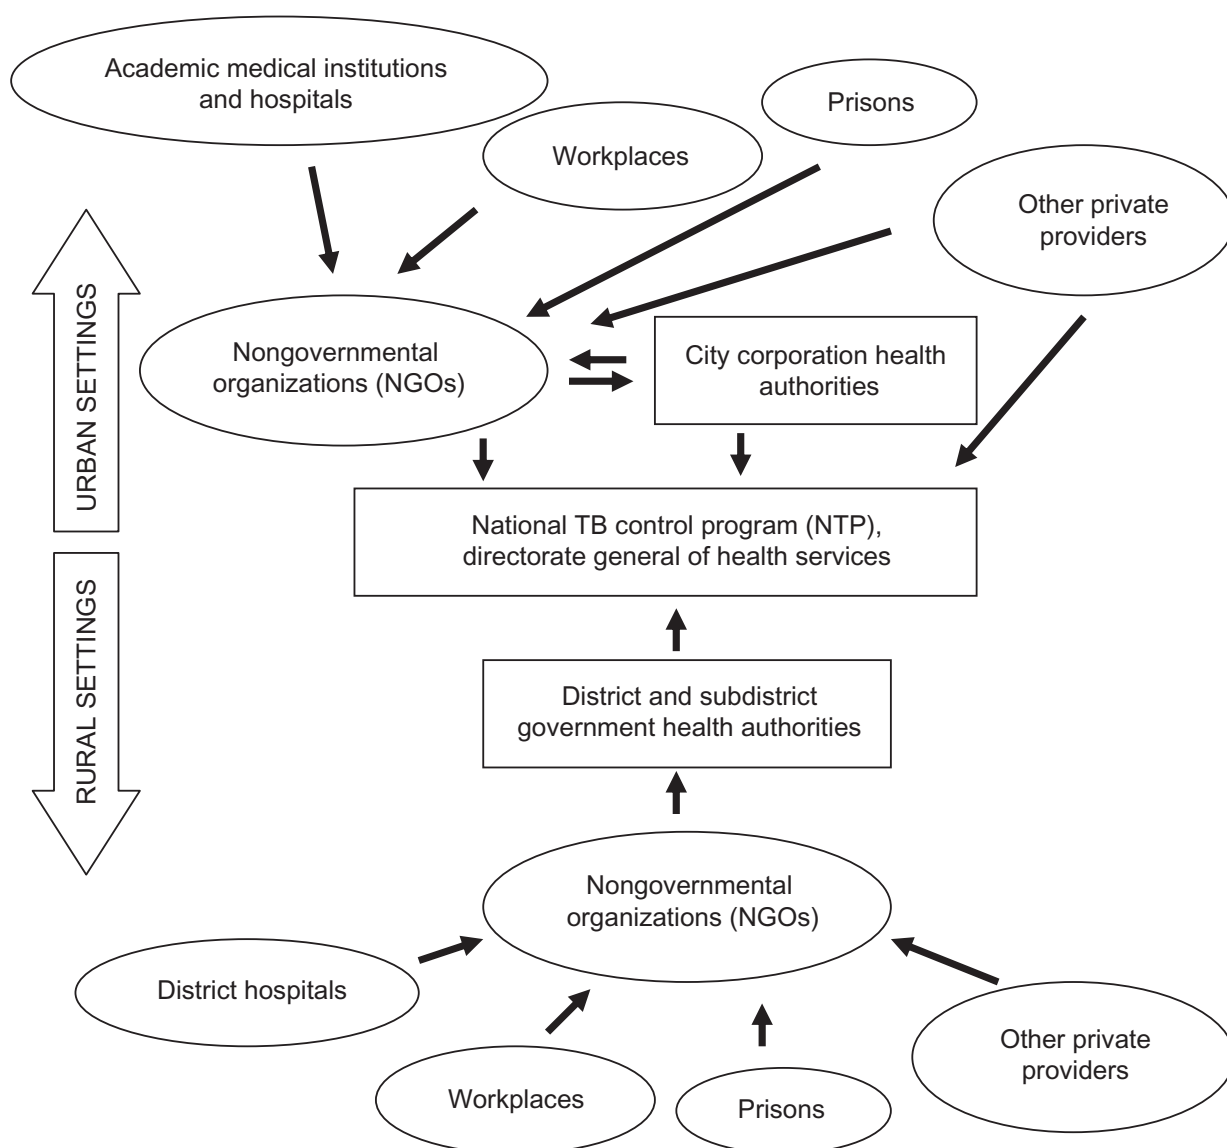 Academic medical institutions
and hospitals
Prisons
Workplaces
Other private
providers
URBAN SETTINGS
Nongovernmental
organizations (NGOs)
City corporation health
authorities
National TB control program (NTP),
directorate general of health services
RURAL SETTINGS
District and subdistrict
government health authorities
Nongovernmental
organizations (NGOs)
District hospitals
Other private
providers
Workplaces
Prisons